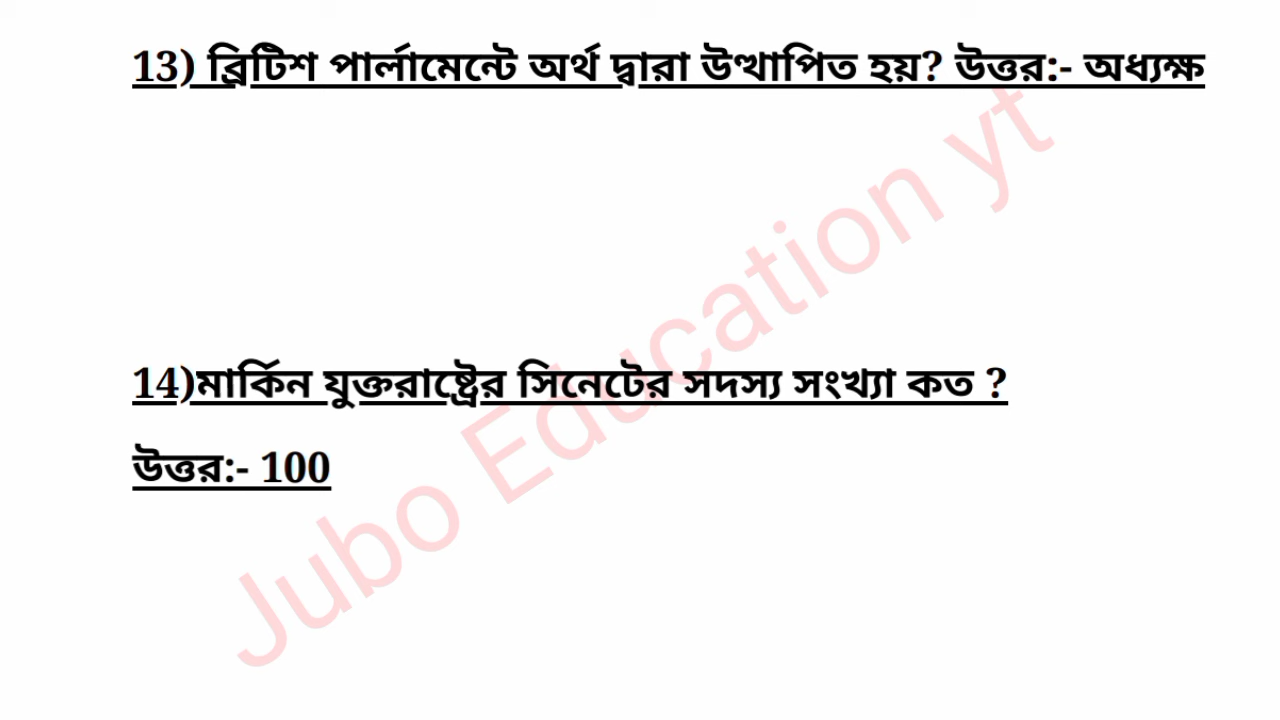 13) ব্রিটিশ পার্লামেন্টে অর্থ দ্বারা উত্থাপিত হয়? উত্তর:- অধ্যক্ষ
14)মার্কিন যুক্তরাষ্ট্রের সিনেটের সদস্য সংখ্যা কত ?
উত্তর:- 100
Jubo Education yt